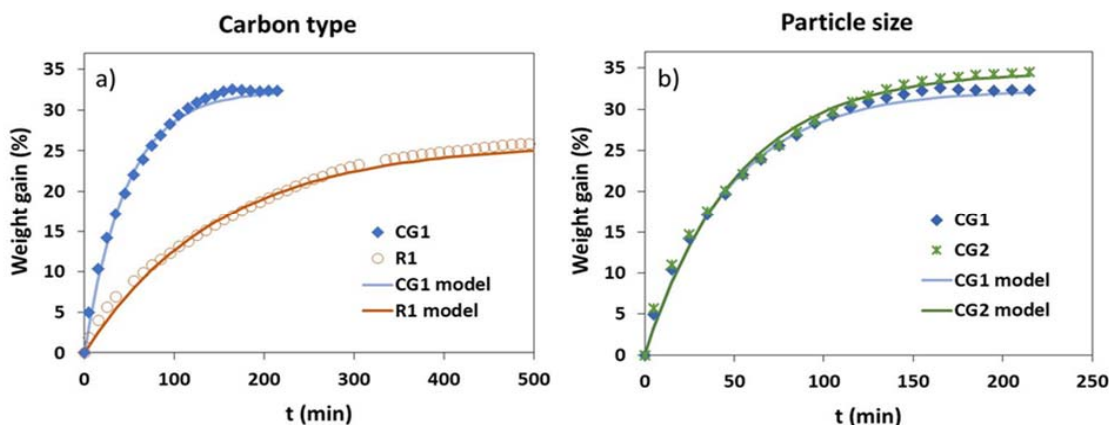 Carbon type
a)
Weight gain (%)
35
30
25
20
15
10
5
0
0 100 200 300 400 500
t (min)
CG1
R1
CG1 model
R1 model
Particle size
b)
Weight gain (%)
35
30
25
20
15
10
5
0
0 50 100 150 200 250
t (min)
CG1
CG2
CG1 model
CG2 model